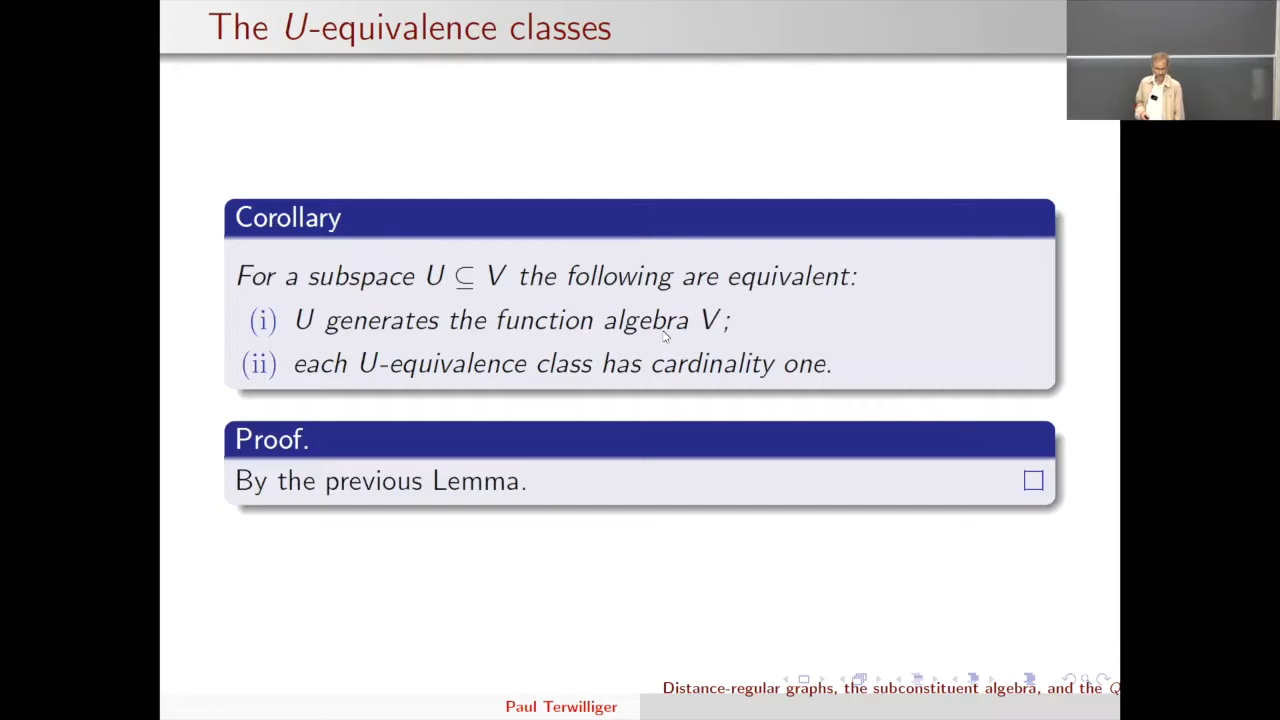 The U-equivalence classes
Corollary
For a subspace U ⊆ V the following are equivalent:
(i) U generates the function algebra V;
(ii) each U-equivalence class has cardinality one.
Proof.
By the previous Lemma. □
Distance-regular graphs, the subconstituent algebra, and the Q
Paul Terwilliger